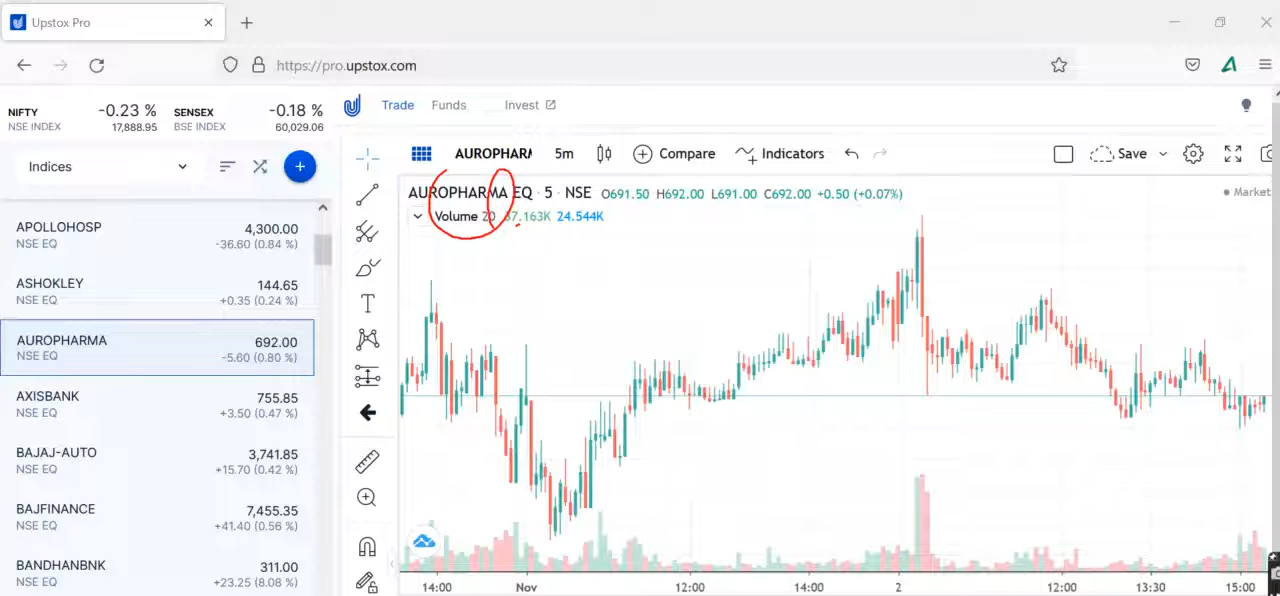 Upstox Pro
https://pro.upstox.com
NIFTY -0.23 % SENSEX -0.18 %
NSE INDEX 17,888.95 BSE INDEX 60,029.06
Trade Funds Invest
Indices
AUROPHARM 5m Compare Indicators Save
AUROPHARMA EQ · 5 · NSE O691.50 H692.00 L691.00 C692.00 +0.50 (+0.07%)
Market
Volume 20 37.163K 24.544K
APOLLOHOSP 4,300.00
NSE EQ -36.60 (0.84 %)
ASHOKLEY 144.65
NSE EQ +0.35 (0.24 %)
AUROPHARMA 692.00
NSE EQ -5.60 (0.80 %)
AXISBANK 755.85
NSE EQ +3.50 (0.47 %)
BAJAJ-AUTO 3,741.85
NSE EQ +15.70 (0.42 %)
BAJFINANCE 7,455.35
NSE EQ +41.40 (0.56 %)
BANDHANBNK 311.00
NSE EQ +23.25 (8.08 %)
14:00 Nov 12:00 14:00 2 12:00 13:30 15:00